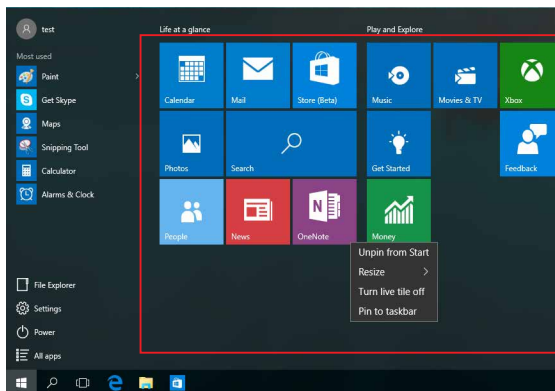 test
Life at a glance
Play and Explore
Most used
Paint
Get Skype
Maps
Snipping Tool
Calculator
Alarms & Clock
Calendar
Mail
Store (Beta)
Music
Movies & TV
Xbox
Photos
Search
Get Started
Feedback
People
News
N
OneNote
Money
Unpin from Start
Resize
Turn live tile off
Pin to taskbar
File Explorer
Settings
Power
All apps